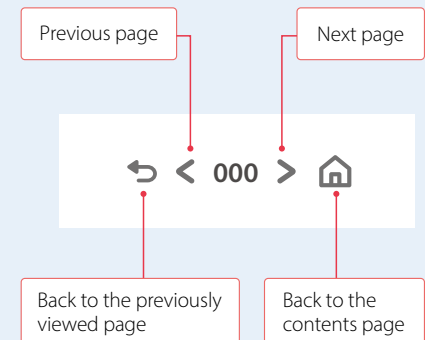 Previous page
Next page
000
Back to the previously
viewed page
Back to the
contents page